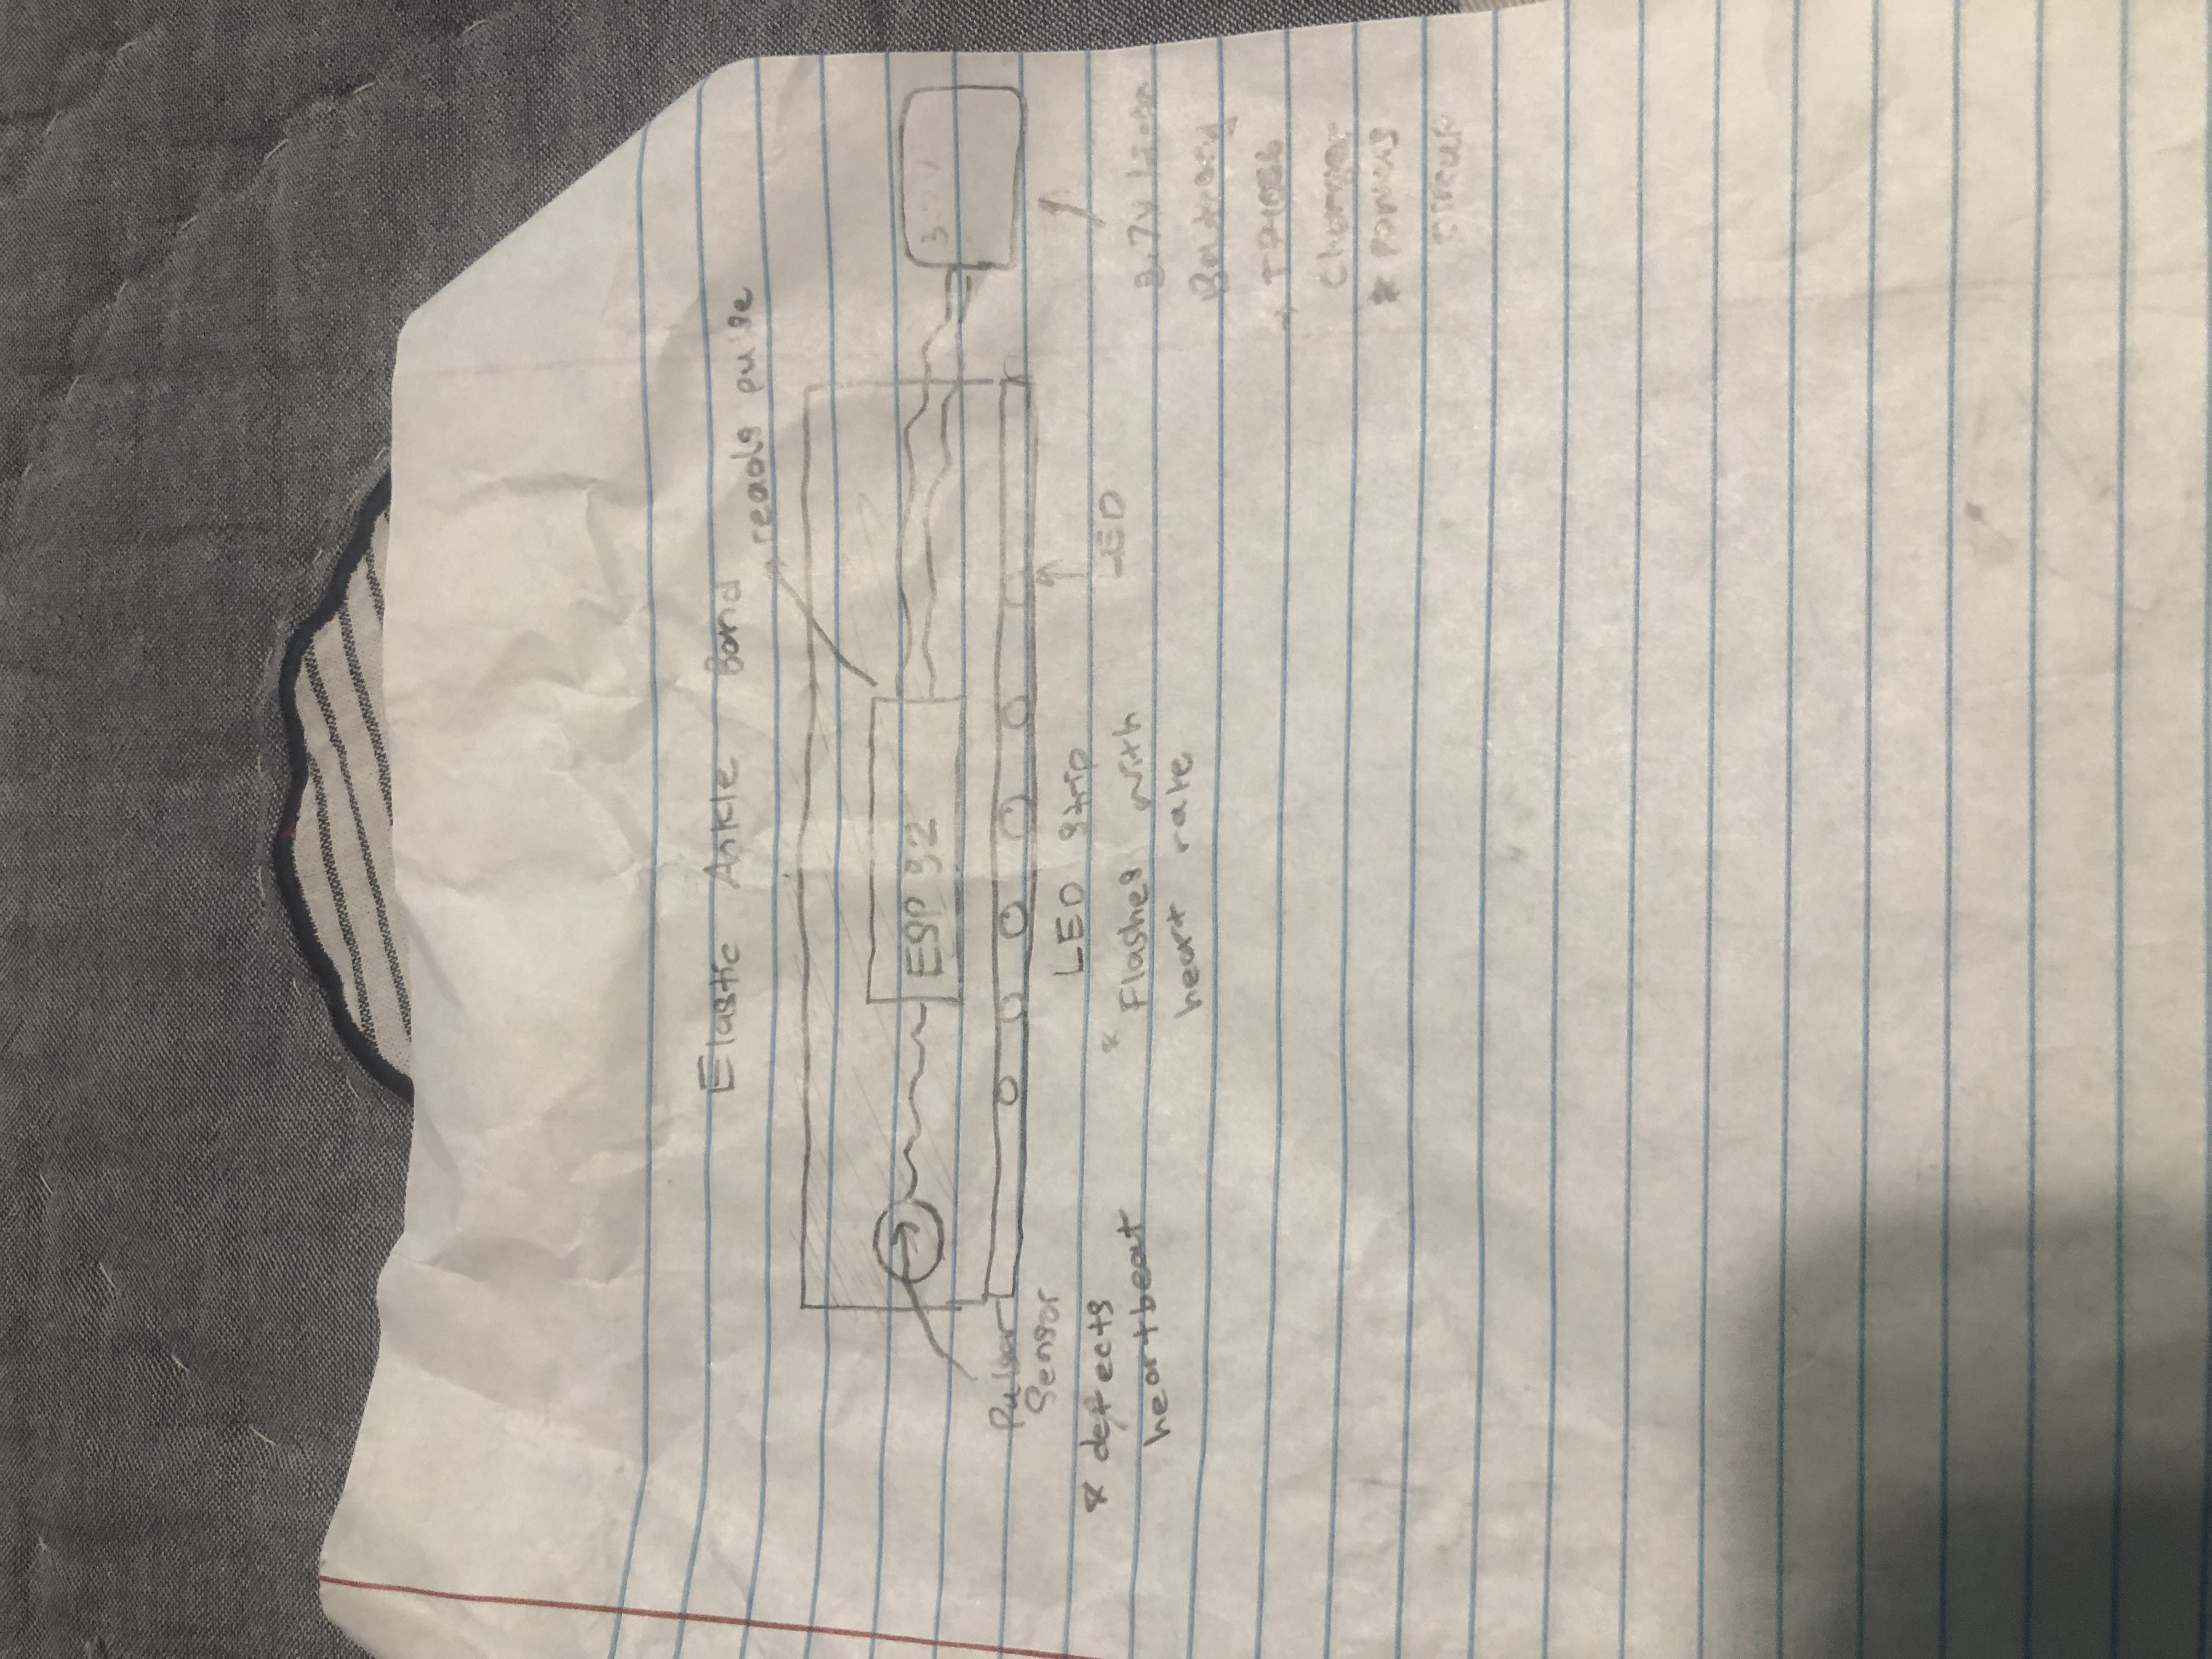 Elastic Ankle Band
reads pulse
ESP 32
3.7V
Pulser
Sensor
* detects
heartbeat
LED strip
* Flashes with
heart rate
LED
3.7V Li-ion
Battery
Charger
* Powers
circuit